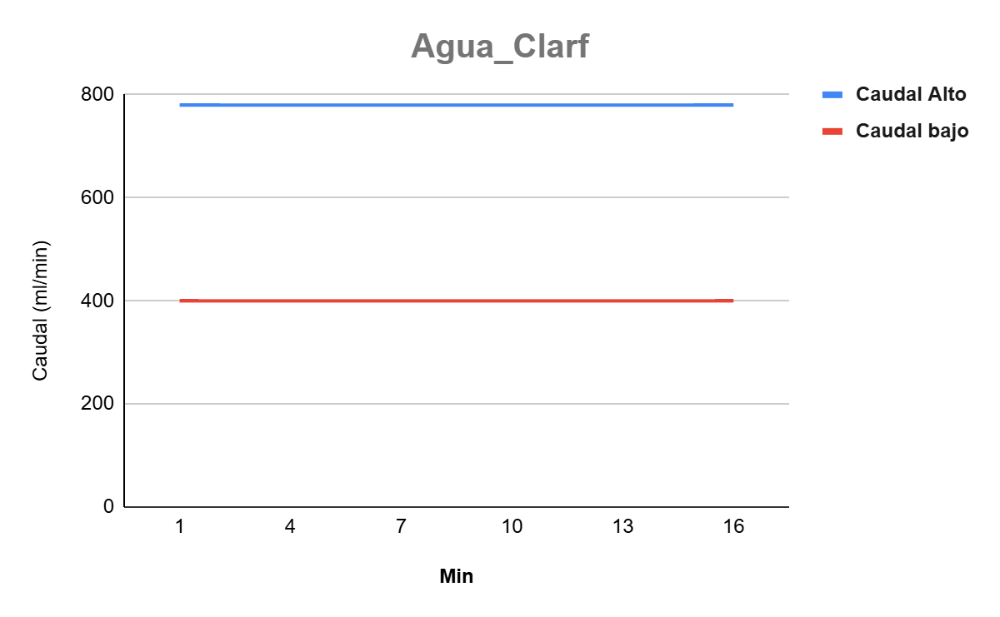 Agua_Clarf
Caudal Alto
Caudal bajo
Caudal (ml/min)
800
600
400
200
0
1 4 7 10 13 16
Min